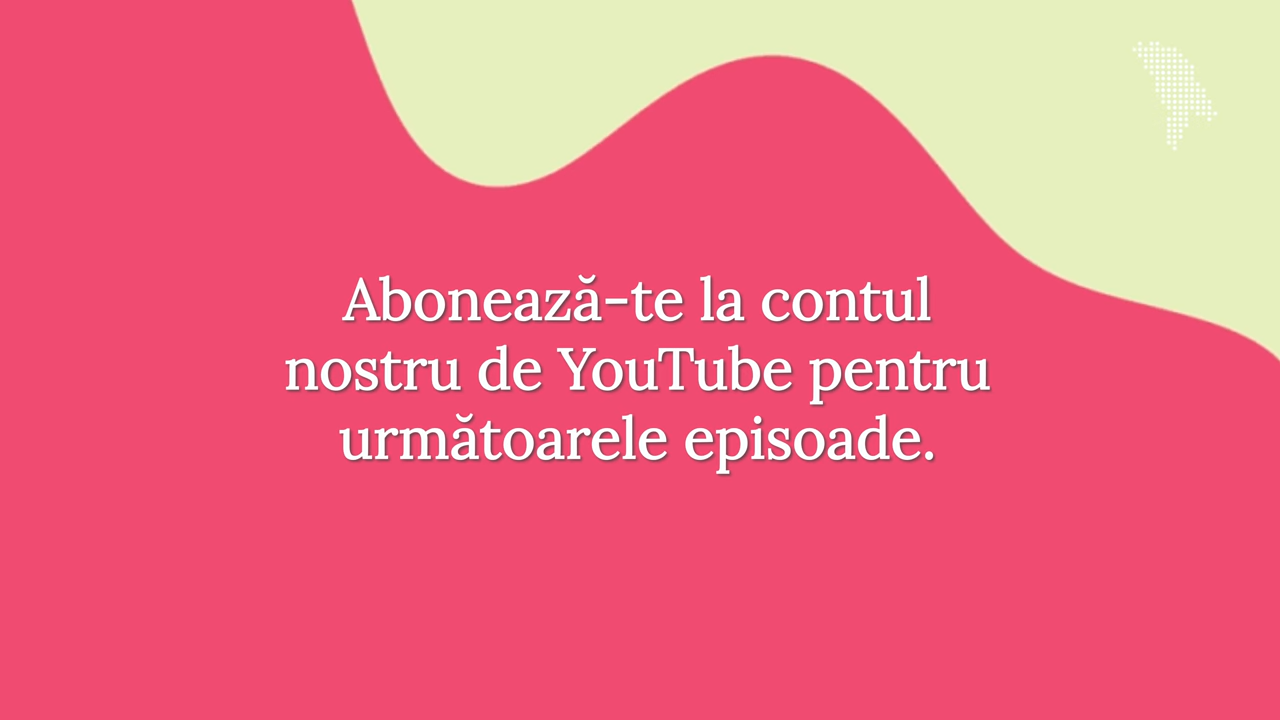 Abonează-te la contul
nostru de YouTube pentru
următoarele episoade.